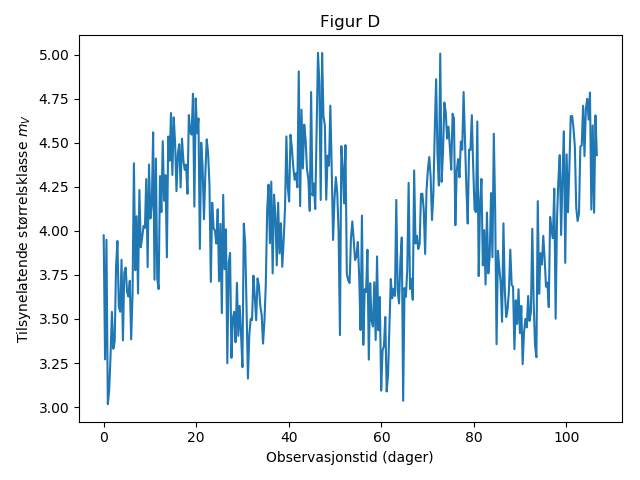 Figur D
Tilsynelatende størrelsesklasse m_V
5.00
4.75
4.50
4.25
4.00
3.75
3.50
3.25
3.00
0 20 40 60 80 100
Observasjonstid (dager)